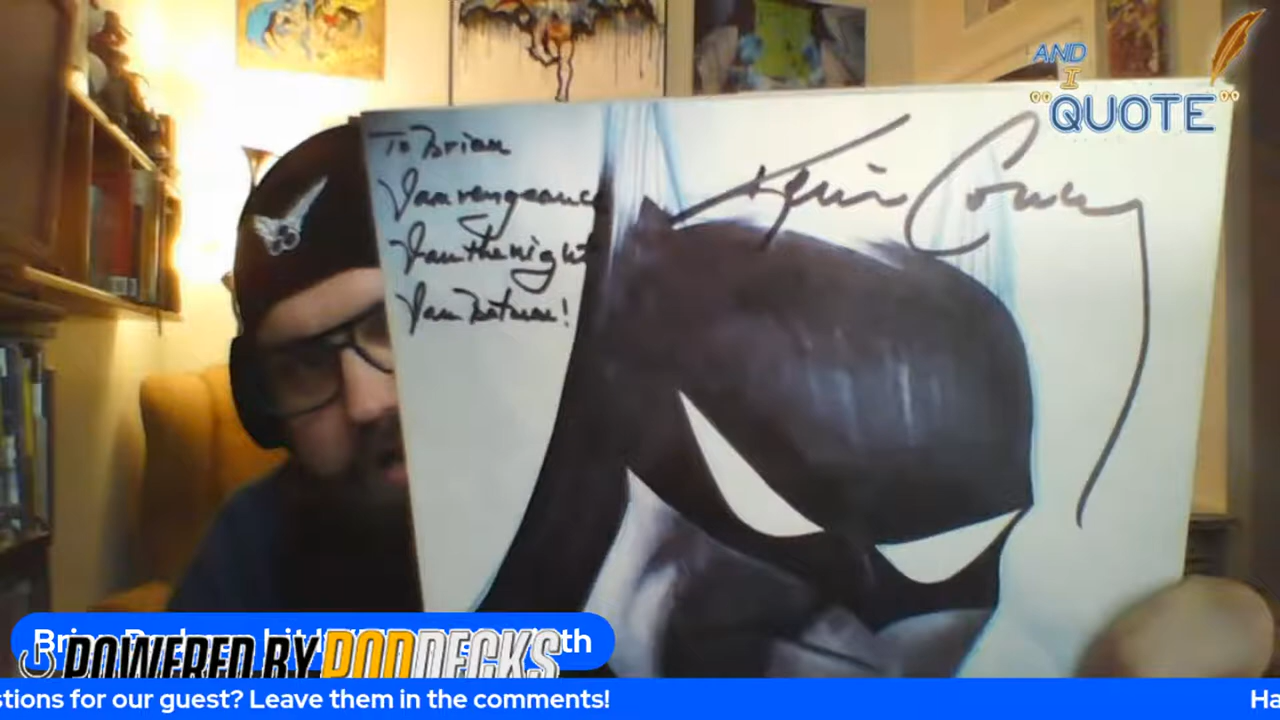 AND
I
"QUOTE"
To Brian
I am vengeance
I am the night
I am Batman!
Kevin Conroy
POWERED BY PODDECKS
stions for our guest? Leave them in the comments!
Ha